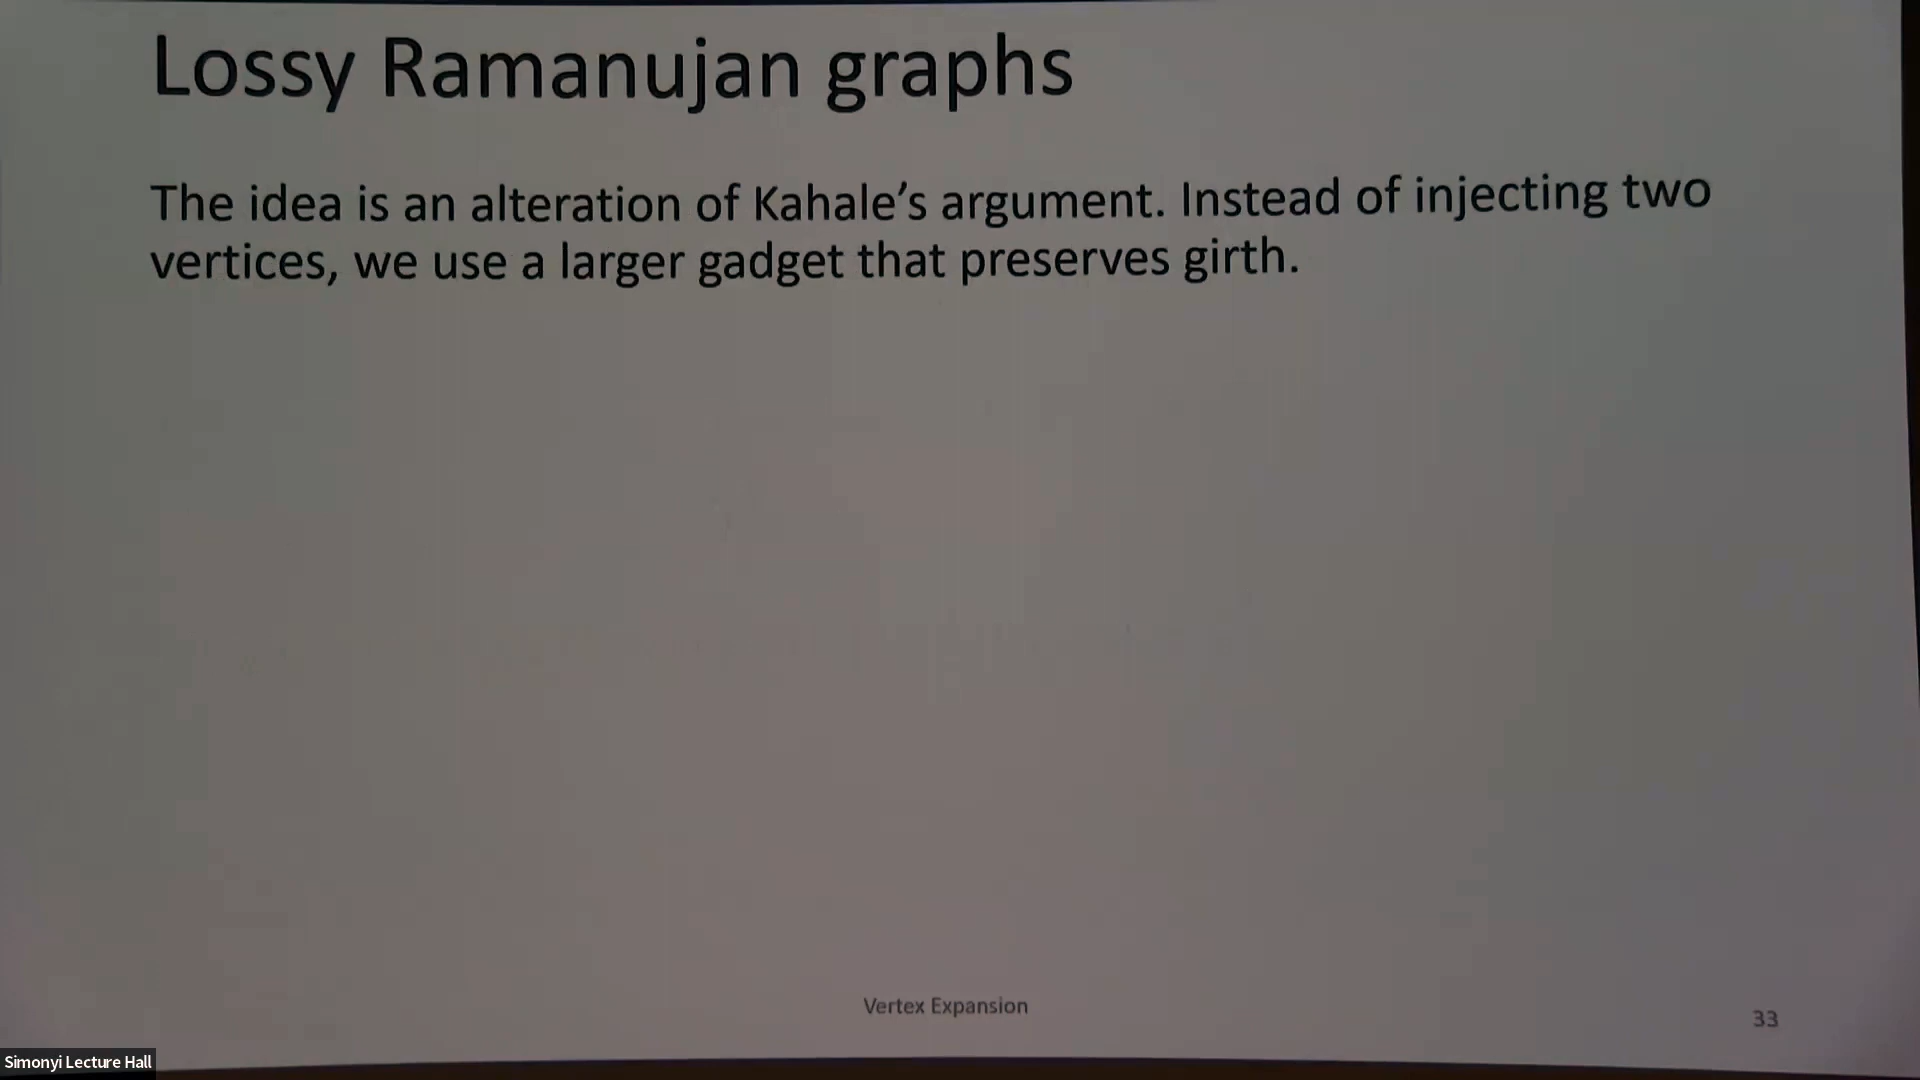 Lossy Ramanujan graphs
The idea is an alteration of Kahale’s argument. Instead of injecting two
vertices, we use a larger gadget that preserves girth.
Vertex Expansion
33
Simonyi Lecture Hall